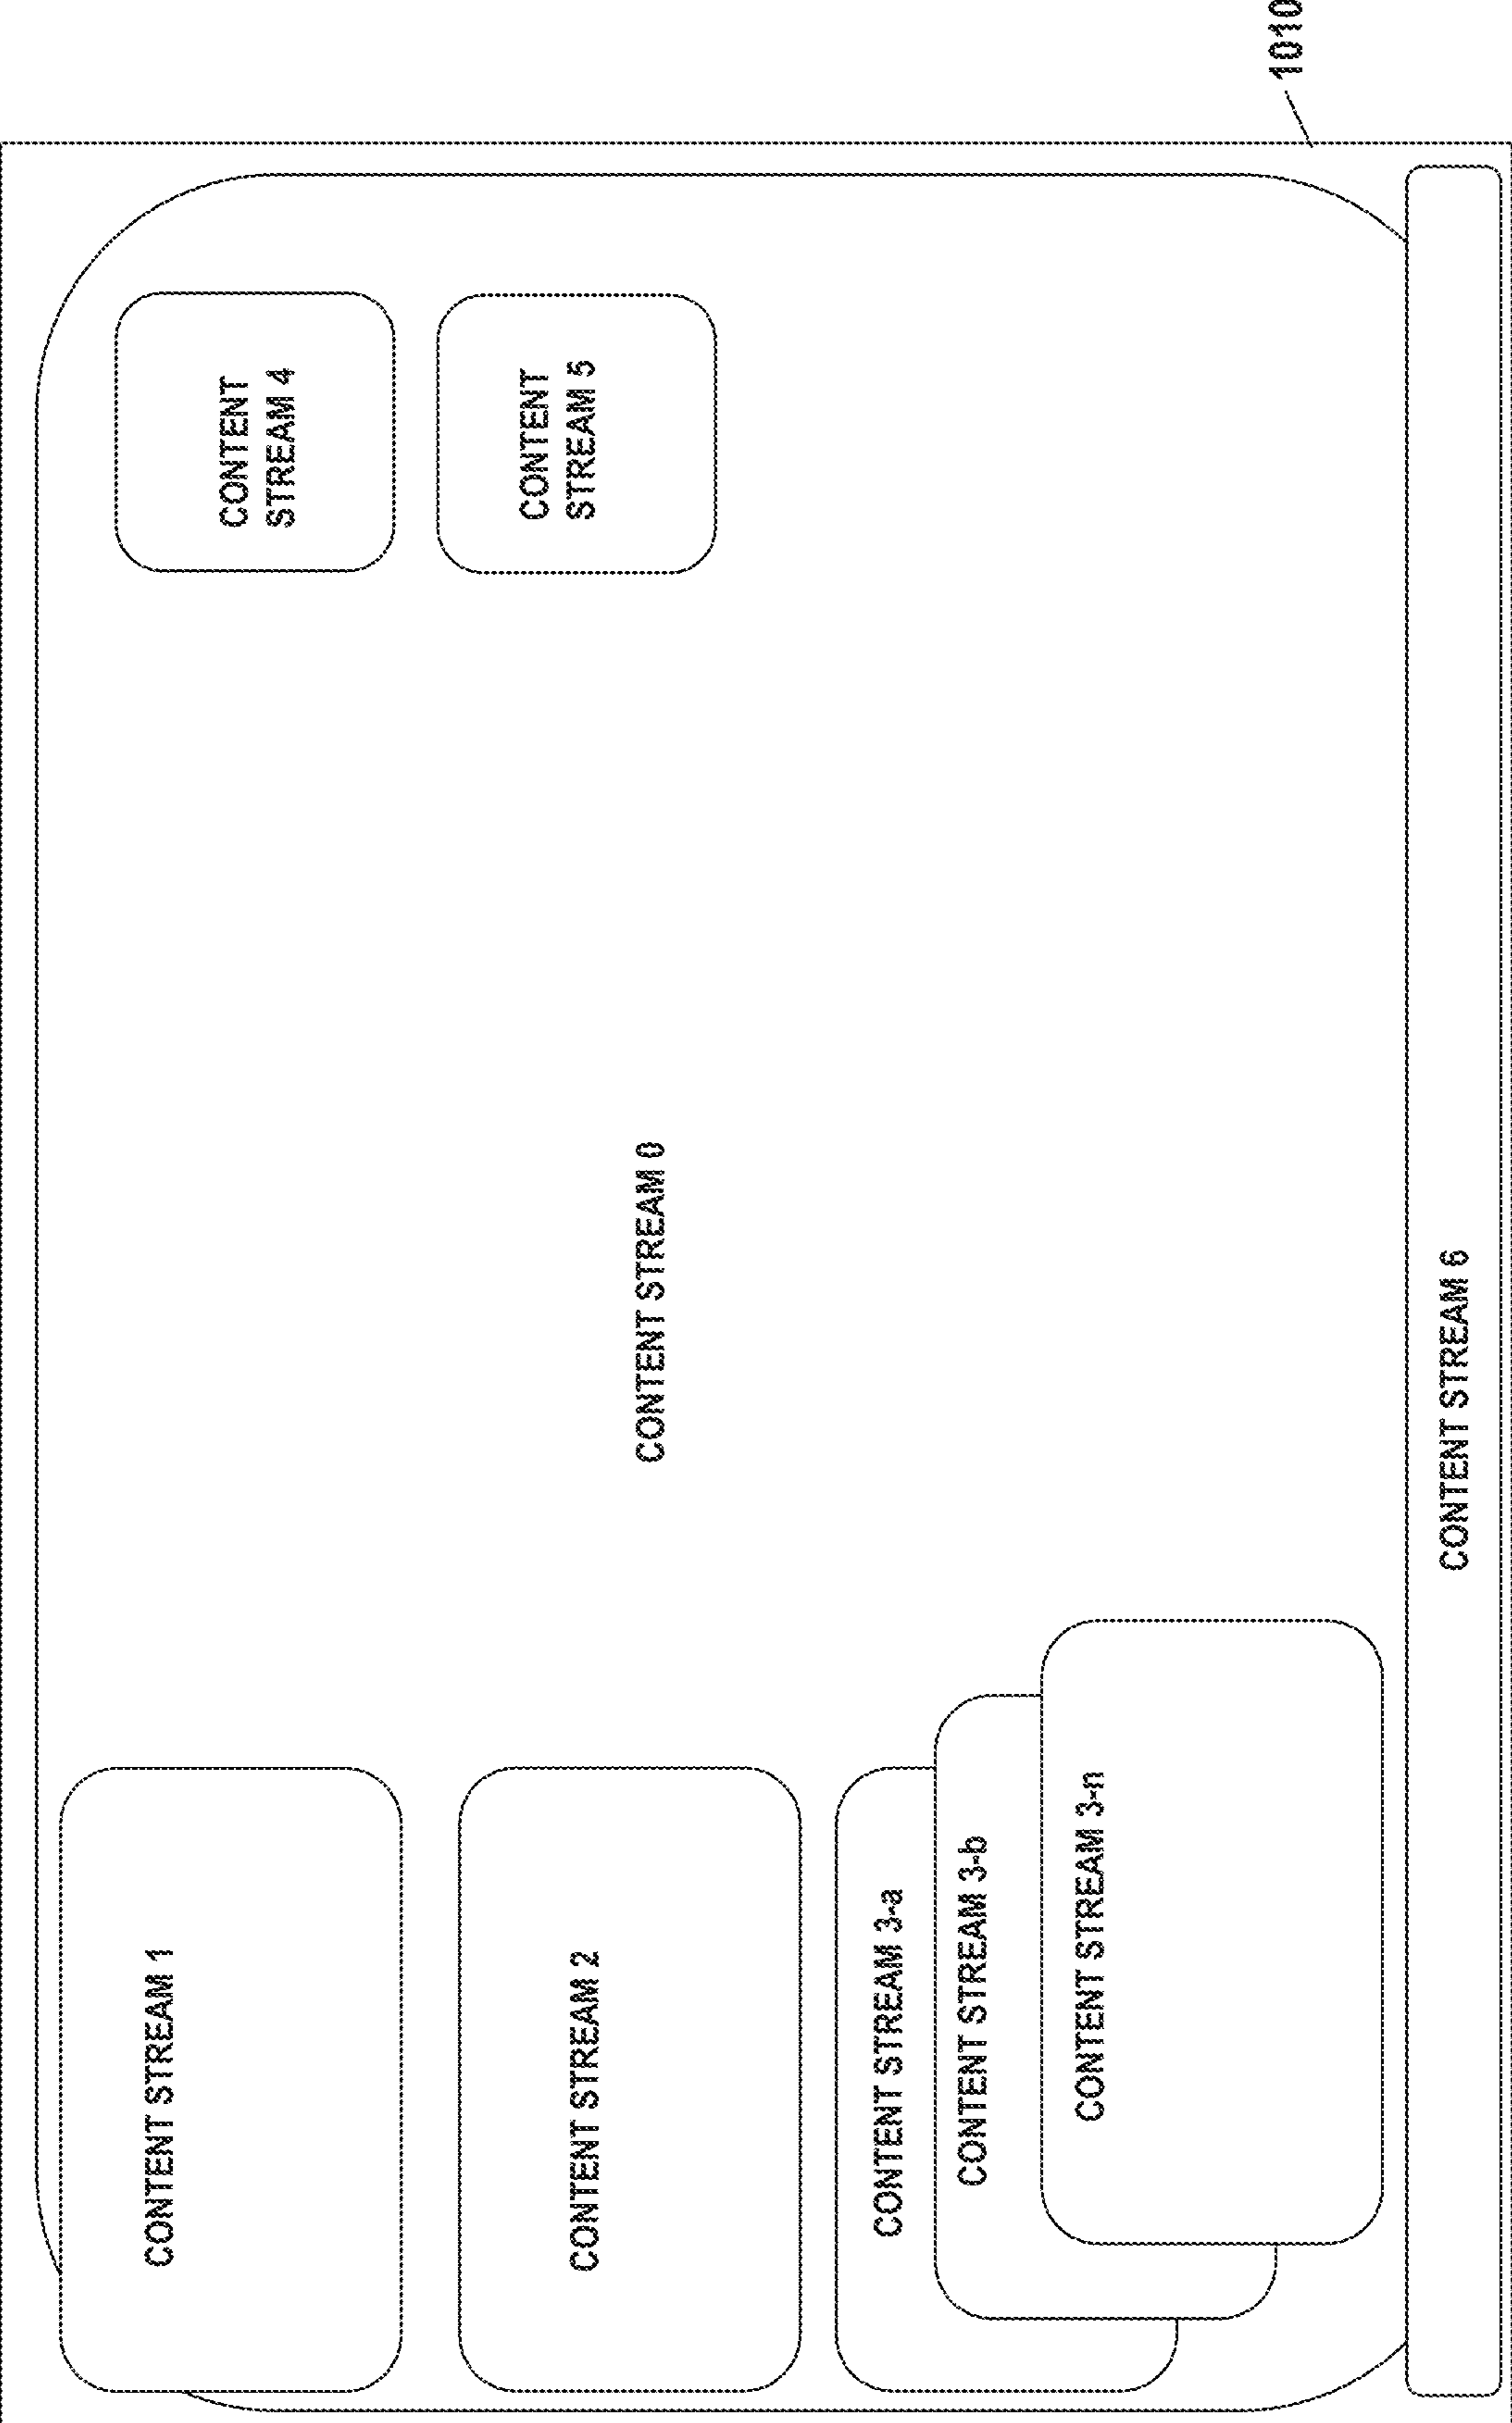 CONTENT STREAM 1
CONTENT STREAM 2
CONTENT STREAM 3-a
CONTENT STREAM 3-b
CONTENT STREAM 3-n
CONTENT STREAM 0
CONTENT
STREAM 4
CONTENT
STREAM 5
CONTENT STREAM 6
1010